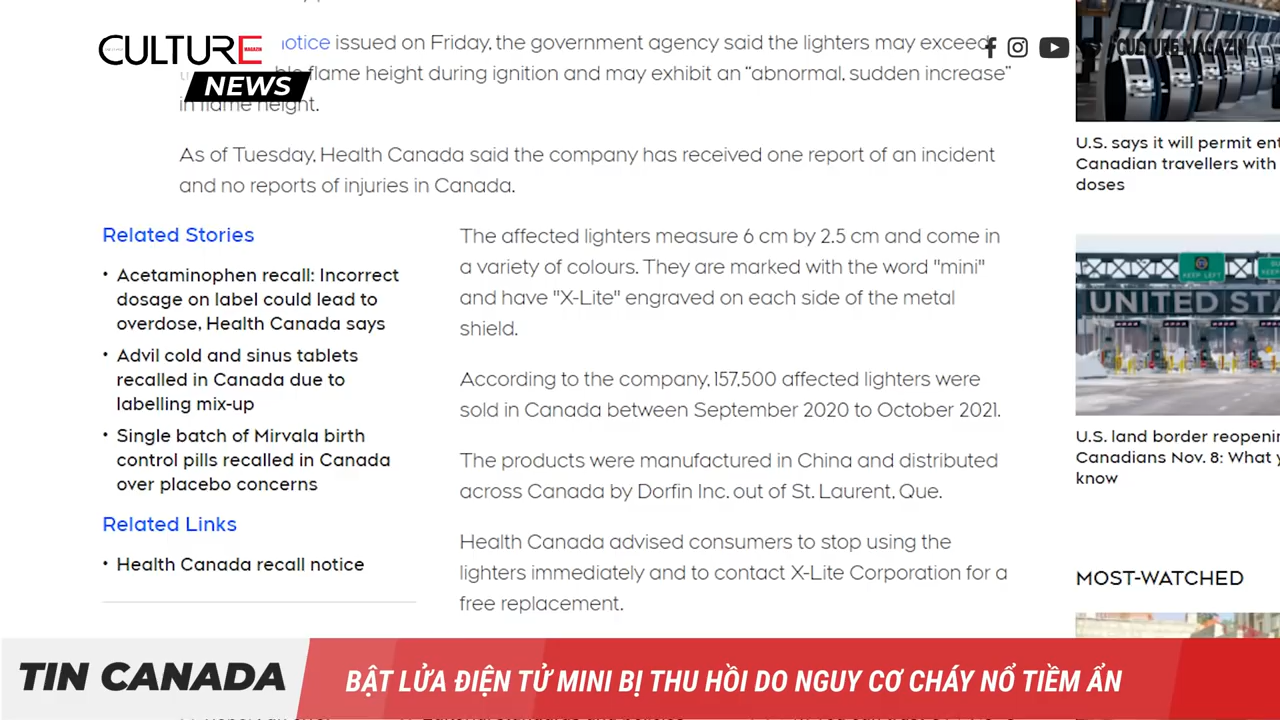 CULTURE
MAGAZIN
NEWS
notice issued on Friday, the government agency said the lighters may exceed
flame height during ignition and may exhibit an "abnormal, sudden increase"
in flame height.
CULTURE MAGAZIN
As of Tuesday, Health Canada said the company has received one report of an incident
and no reports of injuries in Canada.
Related Stories
• Acetaminophen recall: Incorrect
dosage on label could lead to
overdose, Health Canada says
• Advil cold and sinus tablets
recalled in Canada due to
labelling mix-up
• Single batch of Mirvala birth
control pills recalled in Canada
over placebo concerns
Related Links
• Health Canada recall notice
The affected lighters measure 6 cm by 2.5 cm and come in
a variety of colours. They are marked with the word "mini"
and have "X-Lite" engraved on each side of the metal
shield.
According to the company, 157,500 affected lighters were
sold in Canada between September 2020 to October 2021.
The products were manufactured in China and distributed
across Canada by Dorfin Inc. out of St. Laurent, Que.
Health Canada advised consumers to stop using the
lighters immediately and to contact X-Lite Corporation for a
free replacement.
U.S. says it will permit ent
Canadian travellers with
doses
KEEP LEFT
KEEP
UNITED STA
U.S. land border reopenin
Canadians Nov. 8: What y
know
MOST-WATCHED
TIN CANADA
BẬT LỬA ĐIỆN TỬ MINI BỊ THU HỒI DO NGUY CƠ CHÁY NỔ TIỀM ẨN